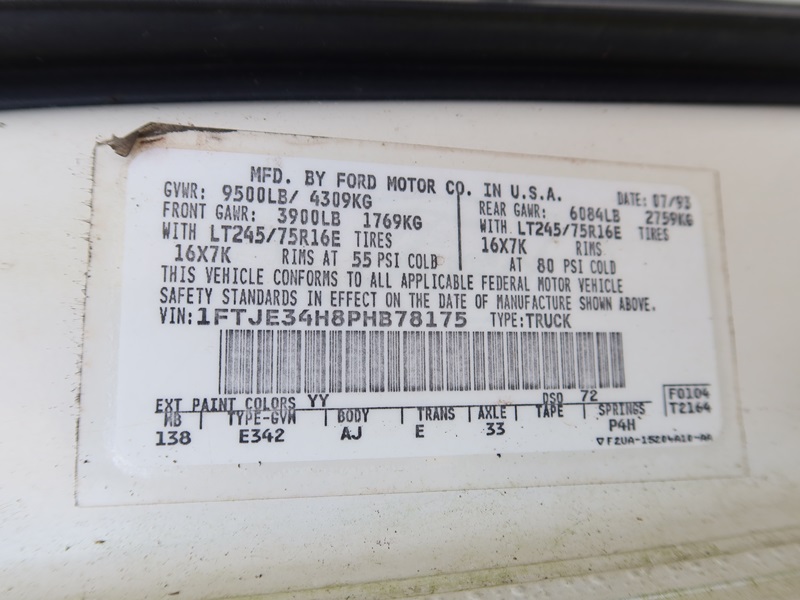 MFD. BY FORD MOTOR CO. IN U.S.A.
DATE: 07/93
GVWR: 9500LB/ 4309KG
FRONT GAWR: 3900LB 1769KG
WITH LT245/75R16E TIRES
16X7K RIMS AT 55 PSI COLD
REAR GAWR: 6084LB 2759KG
WITH LT245/75R16E TIRES
16X7K RIMS
AT 80 PSI COLD
THIS VEHICLE CONFORMS TO ALL APPLICABLE FEDERAL MOTOR VEHICLE
SAFETY STANDARDS IN EFFECT ON THE DATE OF MANUFACTURE SHOWN ABOVE.
VIN: 1FTJE34H8PHB78175 TYPE: TRUCK
EXT PAINT COLORS YY DSO 72
WB TYPE-GVW BODY TRANS AXLE TAPE SPRINGS
138 E342 AJ E 33 P4H
F0104
T2164
▽ F2UA-15204A10-AA